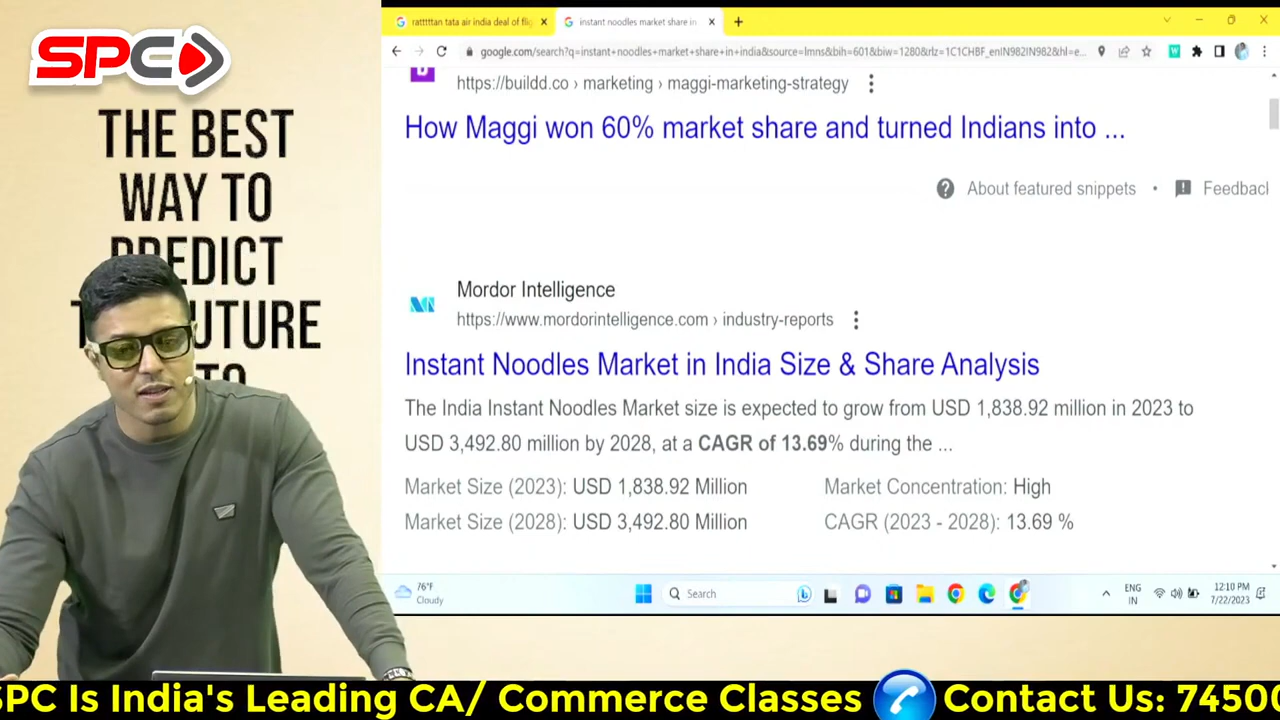 SPC
THE BEST
WAY TO
PREDICT
FUTURE
TO
ratttttan tata air india deal of flig
instant noodles market share in
google.com/search?q=instant+noodles+market+share+in+india&source=lmns&bih=601&biw=1280&rlz=1C1CHBF_enIN982IN982&hl=e...
https://buildd.co › marketing › maggi-marketing-strategy
How Maggi won 60% market share and turned Indians into ...
About featured snippets • Feedbacl
Mordor Intelligence
https://www.mordorintelligence.com › industry-reports
Instant Noodles Market in India Size & Share Analysis
The India Instant Noodles Market size is expected to grow from USD 1,838.92 million in 2023 to
USD 3,492.80 million by 2028, at a CAGR of 13.69% during the ...
Market Size (2023): USD 1,838.92 Million Market Concentration: High
Market Size (2028): USD 3,492.80 Million CAGR (2023 - 2028): 13.69 %
76°F
Cloudy
Search
ENG
IN
12:10 PM
7/22/2023
SPC Is India's Leading CA/ Commerce Classes Contact Us: 7450